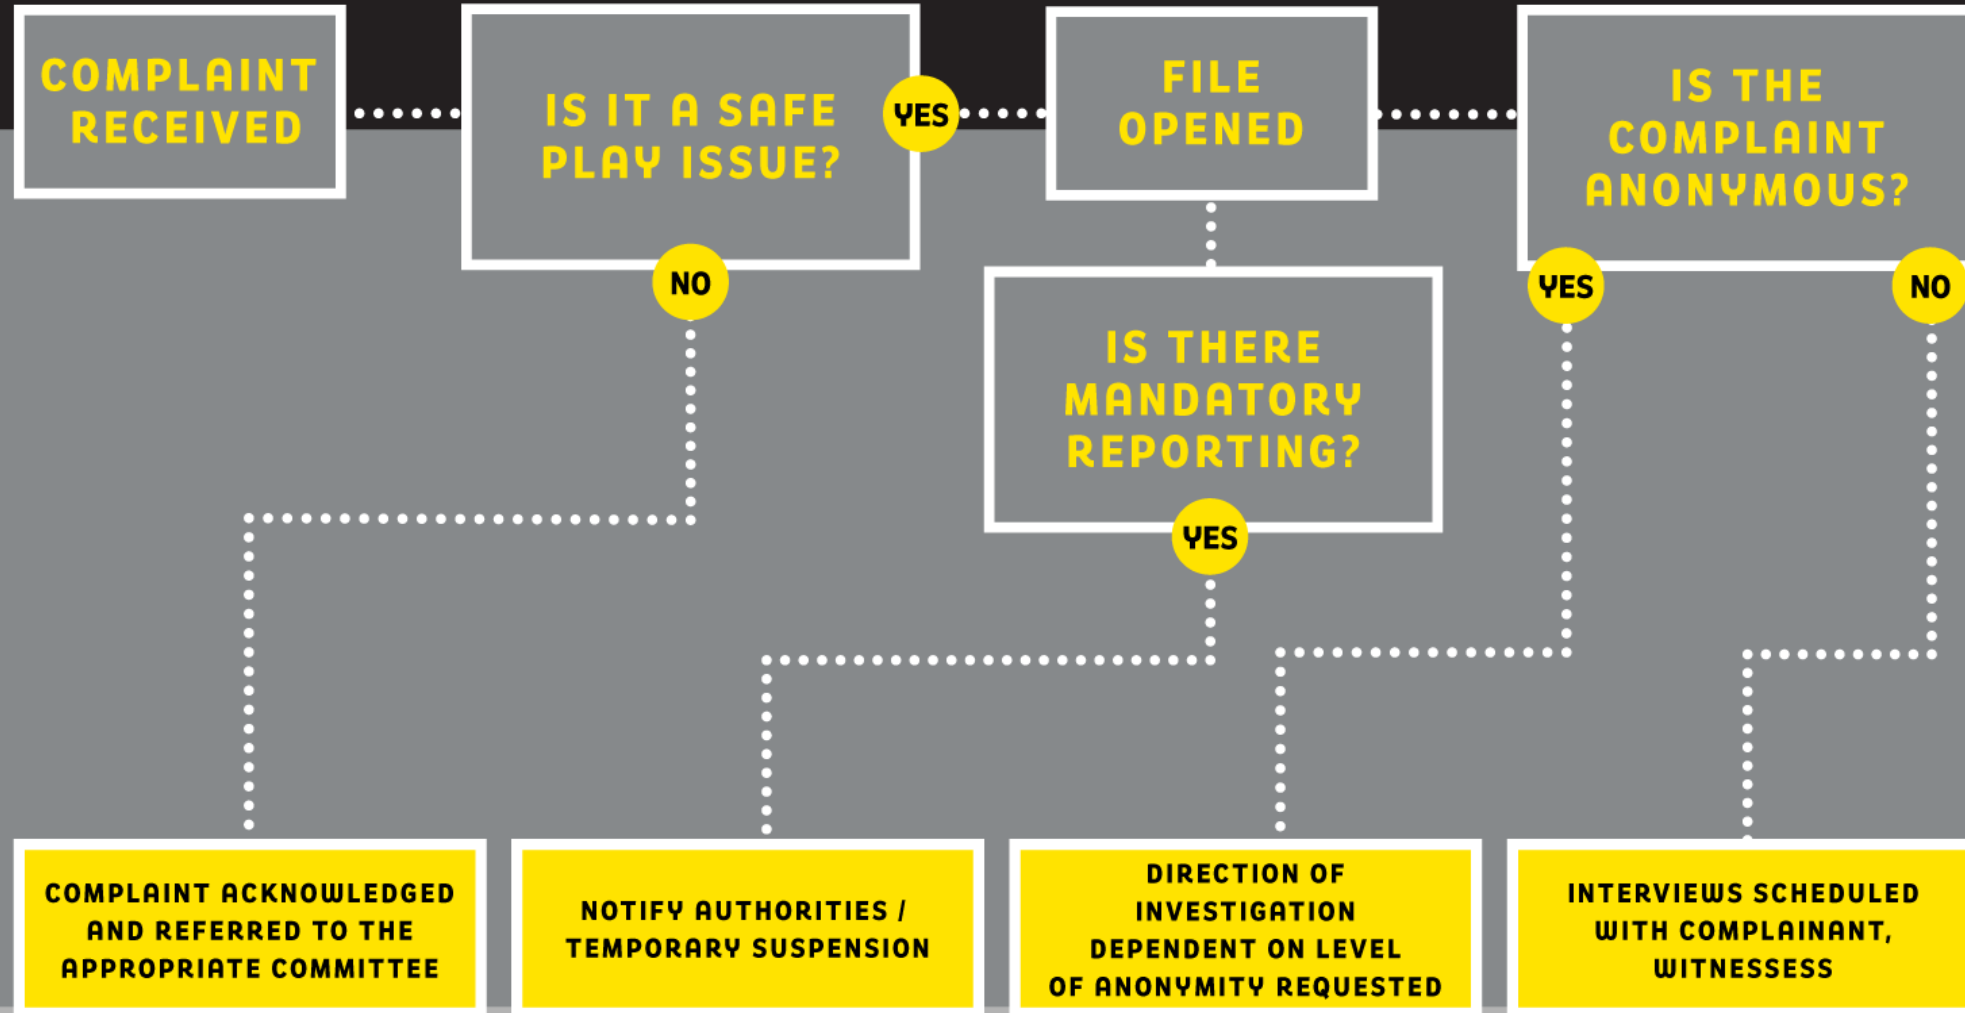 COMPLAINT
RECEIVED
IS IT A SAFE
PLAY ISSUE?
YES
NO
FILE
OPENED
IS THERE
MANDATORY
REPORTING?
YES
IS THE
COMPLAINT
ANONYMOUS?
YES
NO
COMPLAINT ACKNOWLEDGED
AND REFERRED TO THE
APPROPRIATE COMMITTEE
NOTIFY AUTHORITIES /
TEMPORARY SUSPENSION
DIRECTION OF
INVESTIGATION
DEPENDENT ON LEVEL
OF ANONYMITY REQUESTED
INTERVIEWS SCHEDULED
WITH COMPLAINANT,
WITNESSESS